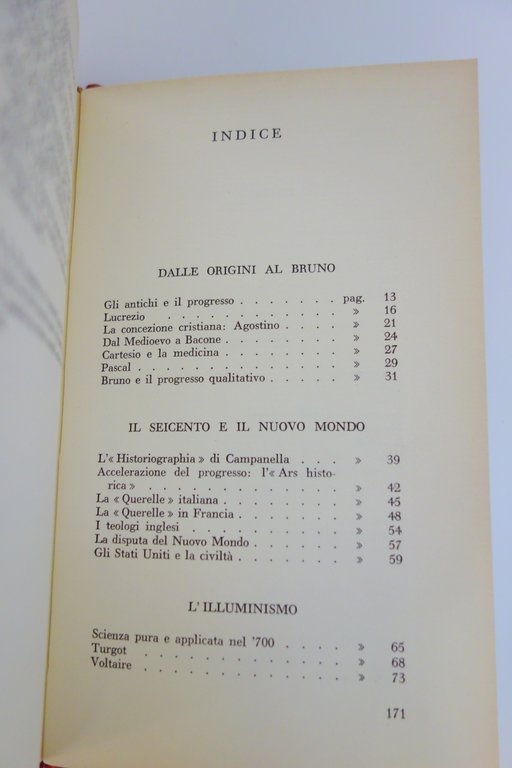 INDICE
DALLE ORIGINI AL BRUNO
Gli antichi e il progresso . . . . . . . pag. 13
Lucrezio . . . . . . . . . . . » 16
La concezione cristiana: Agostino . . . . . » 21
Dal Medioevo a Bacone . . . . . . . . » 24
Cartesio e la medicina . . . . . . . . » 27
Pascal . . . . . . . . . . . . » 29
Bruno e il progresso qualitativo . . . . . » 31
IL SEICENTO E IL NUOVO MONDO
L'« Historiographia » di Campanella . . . » 39
Accelerazione del progresso: l'« Ars histo-
rica » . . . . . . . . . . . » 42
La « Querelle » italiana . . . . . . . » 45
La « Querelle » in Francia . . . . . . » 48
I teologi inglesi . . . . . . . . . » 54
La disputa del Nuovo Mondo . . . . . . » 57
Gli Stati Uniti e la civiltà . . . . . . » 59
L'ILLUMINISMO
Scienza pura e applicata nel '700 . . . . » 65
Turgot . . . . . . . . . . . . » 68
Voltaire . . . . . . . . . . . . » 73
171